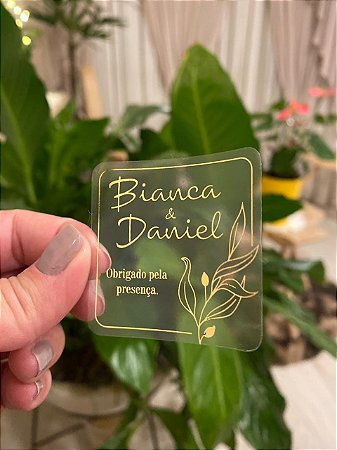 Bianca
&
Daniel
Obrigado pela
presença.